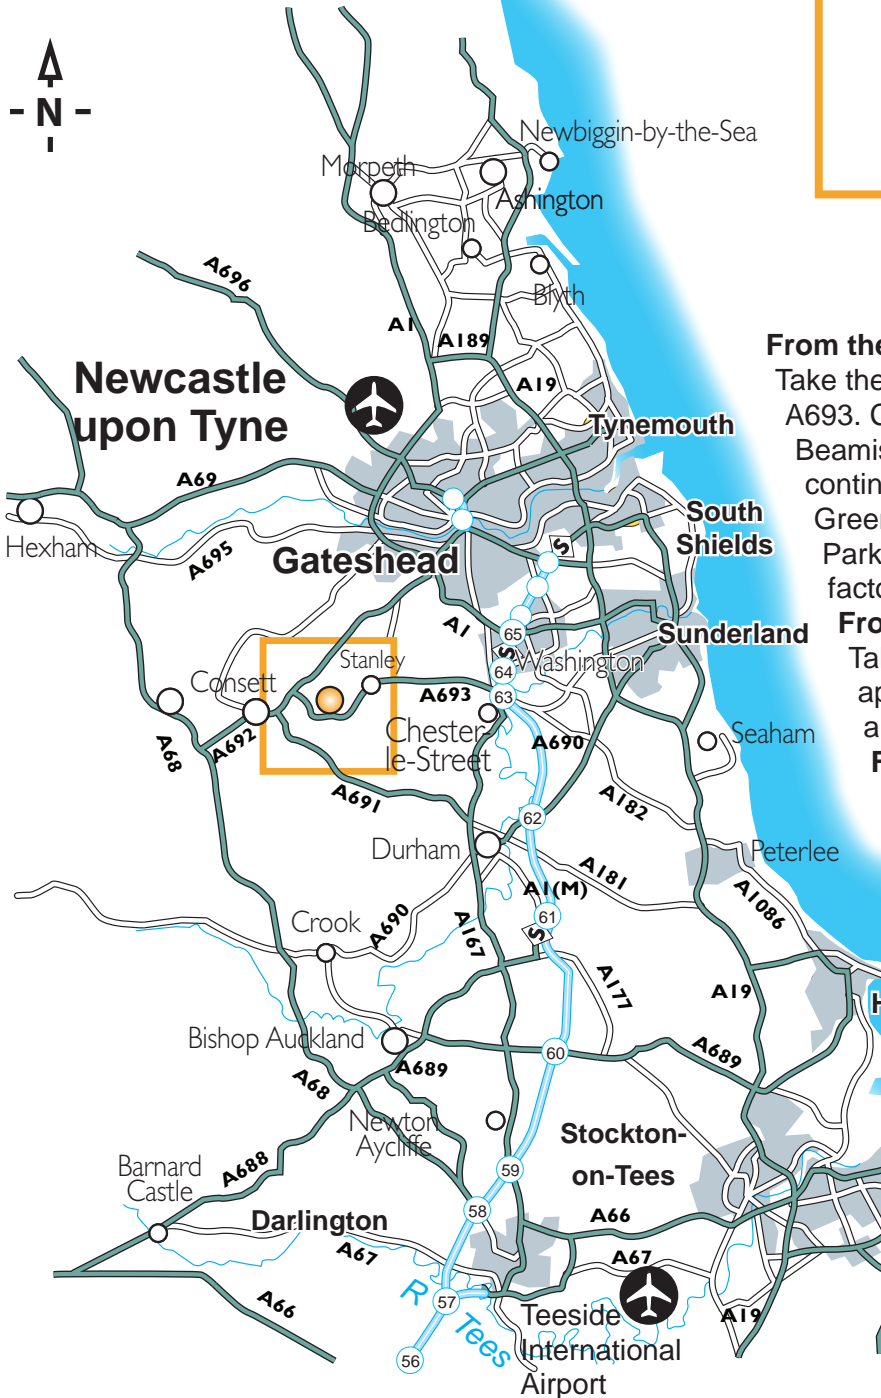 N
Newbiggin-by-the-Sea
Morpeth
Ashington
Bedlington
A696
Blyth
A1
A189
From the
Newcastle
upon Tyne
A19
Take the
Tynemouth
A693. C
Beamis
A69
contin
South
Shields
Green
Hexham
A695
Gateshead
S
Park
facto
A1
65
Sunderland
Fro
Stanley
S
Washington
Ta
64
Consett
A693
63
ap
Chester-
le-Street
a
A68
A692
A690
Seaham
F
A691
A182
62
Durham
Peterlee
A181
A1(M)
A1086
A690
61
Crook
A167
S
A177
A19
H
Bishop Auckland
60
A689
A689
A68
Newton
Aycliffe
Stockton-
on-Tees
Barnard
Castle
A688
59
58
Darlington
A66
A67
A67
R Tees
57
A66
Teeside
International
Airport
A19
56